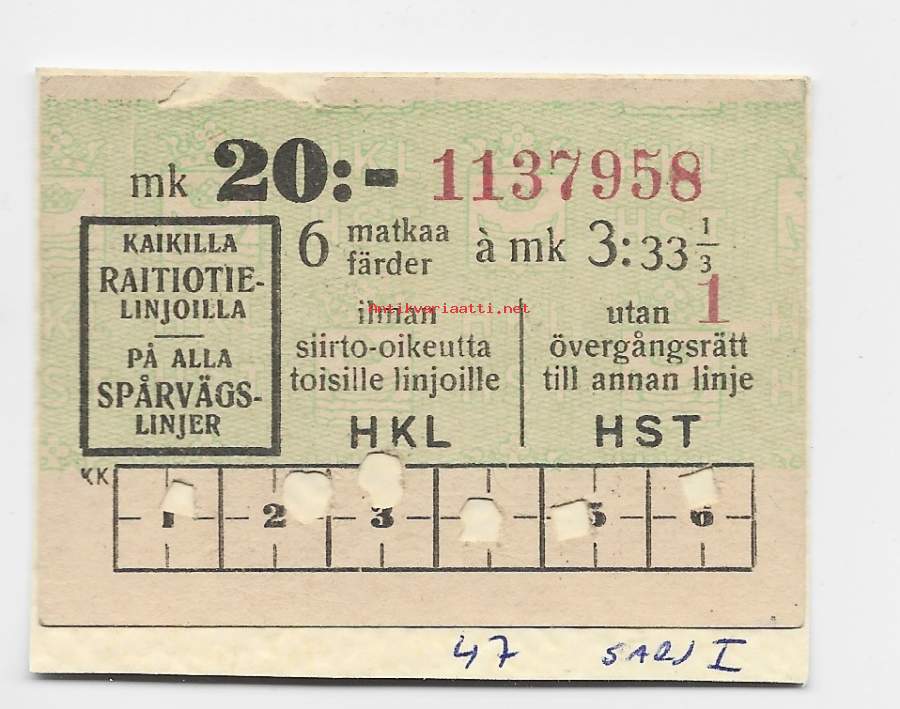 mk 20:- 1137958
KAIKILLA
RAITIOTIE-
LINJOILLA
PÅ ALLA
SPÅRVÄGS-
LINJER
6 matkaa
färder
à mk 3:33 1/3
1
ilman
siirto-oikeutta
toisille linjoille
HKL
utan
övergångsrätt
till annan linje
HST
Antikvariaatti.net
KK
1 2 3 5 6
47 SARJ I